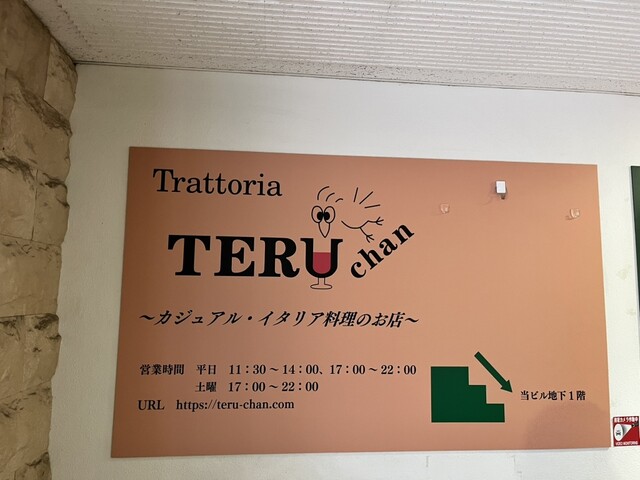 Trattoria
TERU chan
～カジュアル・イタリア料理のお店～
営業時間 平日 11：30～14：00、17：00～22：00
土曜 17：00～22：00
URL https://teru-chan.com
当ビル地下1階